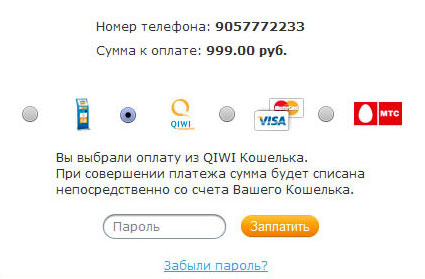 Номер телефона: 9057772233
Сумма к оплате: 999.00 руб.
QIWI VISA MasterCard МТС
Вы выбрали оплату из QIWI Кошелька.
При совершении платежа сумма будет списана
непосредственно со счета Вашего Кошелька.
Пароль Заплатить
Забыли пароль?